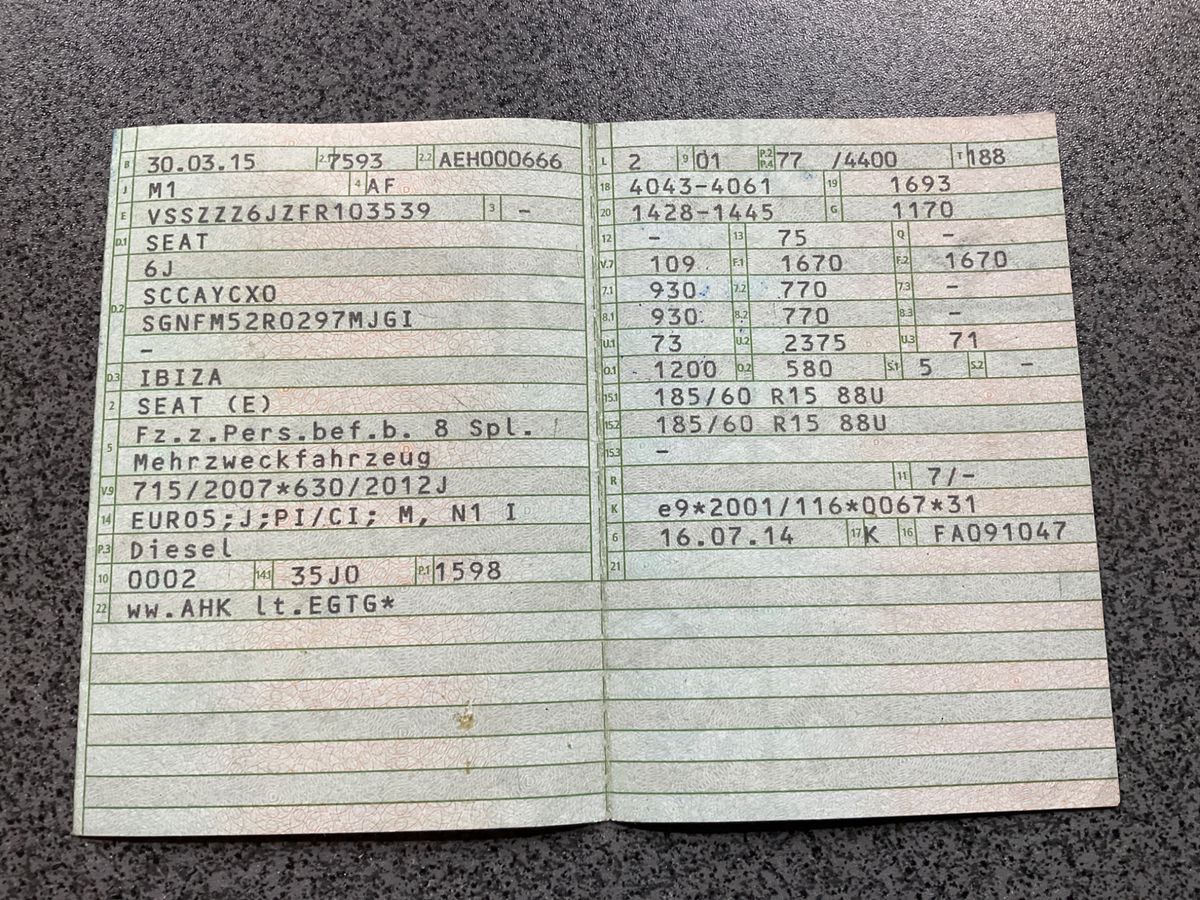 B 30.03.15 2.1 7593 2.2 AEH000666
J M1 4 AF
E VSSZZZ6JZFR103539 3 –
D.1 SEAT
6J
SCCAYCX0
D.2 SGNFM52R0297MJGI
–
D.3 IBIZA
2 SEAT (E)
5 Fz.z.Pers.bef.b. 8 Spl.
Mehrzweckfahrzeug
V.9 715/2007*630/2012J
14 EURO5;J;PI/CI; M, N1 I
P.3 Diesel
10 0002 14.1 35J0 P.1 1598
22 ww.AHK lt.EGTG*
L 2 9 01 P.2 P.4 77 /4400 T 188
18 4043-4061 19 1693
20 1428-1445 G 1170
12 – 13 75 Q –
V.7 109 F.1 1670 F.2 1670
7.1 930 7.2 770 7.3 –
8.1 930 8.2 770 8.3 –
U.1 73 U.2 2375 U.3 71
O.1 1200 O.2 580 S.1 5 S.2 –
15.1 185/60 R15 88U
15.2 185/60 R15 88U
15.3 –
R 11 7/-
K e9*2001/116*0067*31
6 16.07.14 17 K 16 FA091047
21